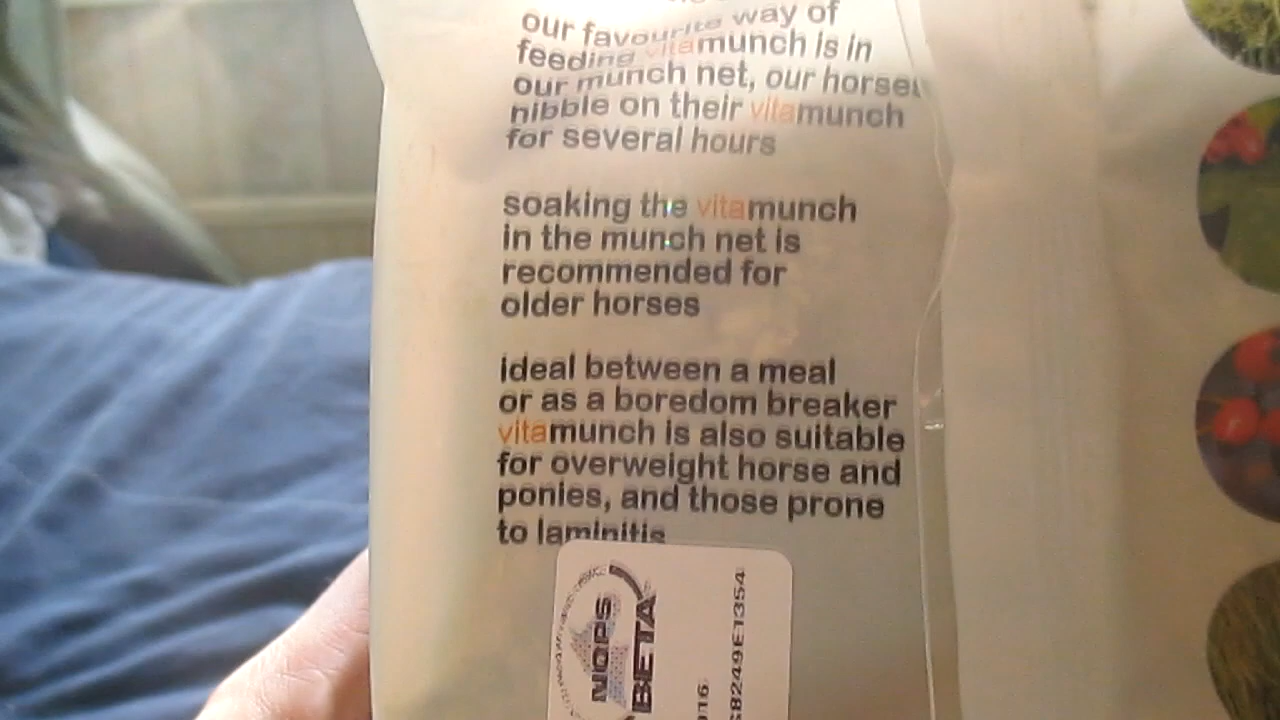 our favourite way of
feeding vitamunch is in
our munch net, our horses
nibble on their vitamunch
for several hours
soaking the vitamunch
in the munch net is
recommended for
older horses
ideal between a meal
or as a boredom breaker
vitamunch is also suitable
for overweight horse and
ponies, and those prone
to laminitis
NOPS
BETA
GB249E1354